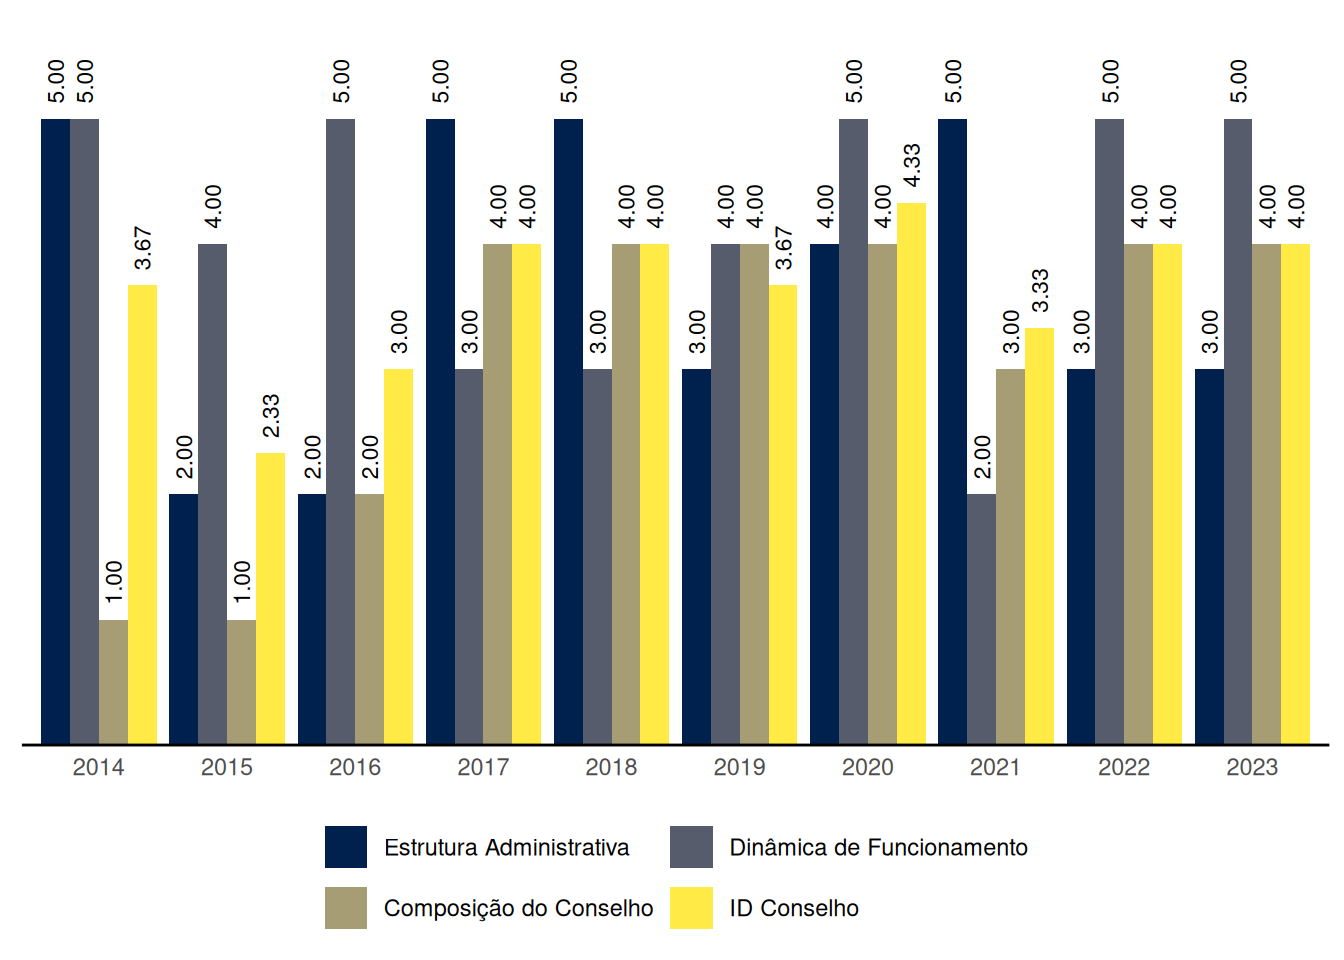 5.00 5.00 1.00 3.67
2.00 4.00 1.00 2.33
2.00 5.00 2.00 3.00
5.00 3.00 4.00 4.00
5.00 3.00 4.00 4.00
3.00 4.00 4.00 3.67
4.00 5.00 4.00 4.33
5.00 2.00 3.00 3.33
3.00 5.00 4.00 4.00
3.00 5.00 4.00 4.00
2014 2015 2016 2017 2018 2019 2020 2021 2022 2023
Estrutura Administrativa Dinâmica de Funcionamento
Composição do Conselho ID Conselho